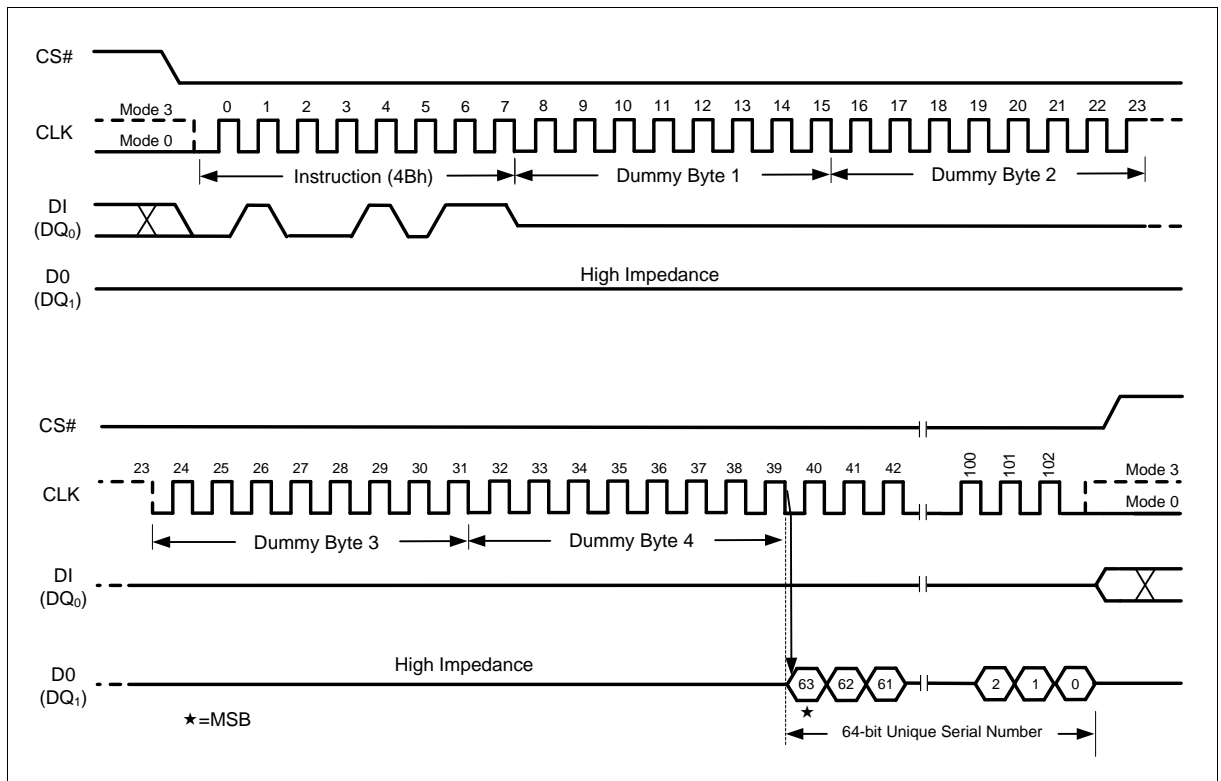 CS#
Mode 3
0 1 2 3 4 5 6 7 8 9 10 11 12 13 14 15 16 17 18 19 20 21 22 23
CLK
Mode 0
Instruction (4Bh) Dummy Byte 1 Dummy Byte 2
DI
(DQ0)
High Impedance
D0
(DQ1)
CS#
23 24 25 26 27 28 29 30 31 32 33 34 35 36 37 38 39 40 41 42 100 101 102 Mode 3
CLK
Mode 0
Dummy Byte 3 Dummy Byte 4
DI
(DQ0)
High Impedance
D0
(DQ1)
63 62 61 2 1 0
★=MSB
★
64-bit Unique Serial Number